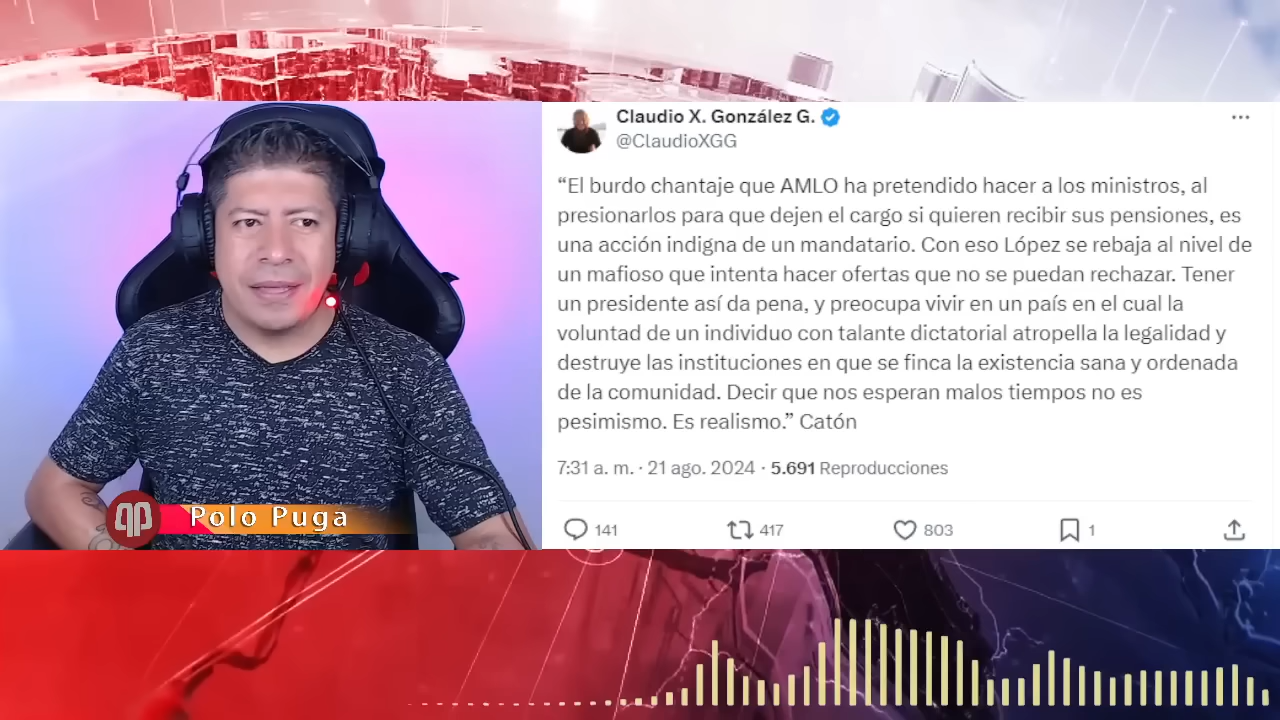 Claudio X. González G.
@ClaudioXGG
“El burdo chantaje que AMLO ha pretendido hacer a los ministros, al
presionarlos para que dejen el cargo si quieren recibir sus pensiones, es
una acción indigna de un mandatario. Con eso López se rebaja al nivel de
un mafioso que intenta hacer ofertas que no se puedan rechazar. Tener
un presidente así da pena, y preocupa vivir en un país en el cual la
voluntad de un individuo con talante dictatorial atropella la legalidad y
destruye las instituciones en que se finca la existencia sana y ordenada
de la comunidad. Decir que nos esperan malos tiempos no es
pesimismo. Es realismo.” Catón
7:31 a. m. · 21 ago. 2024 · 5.691 Reproducciones
141 417 803 1
Polo Puga